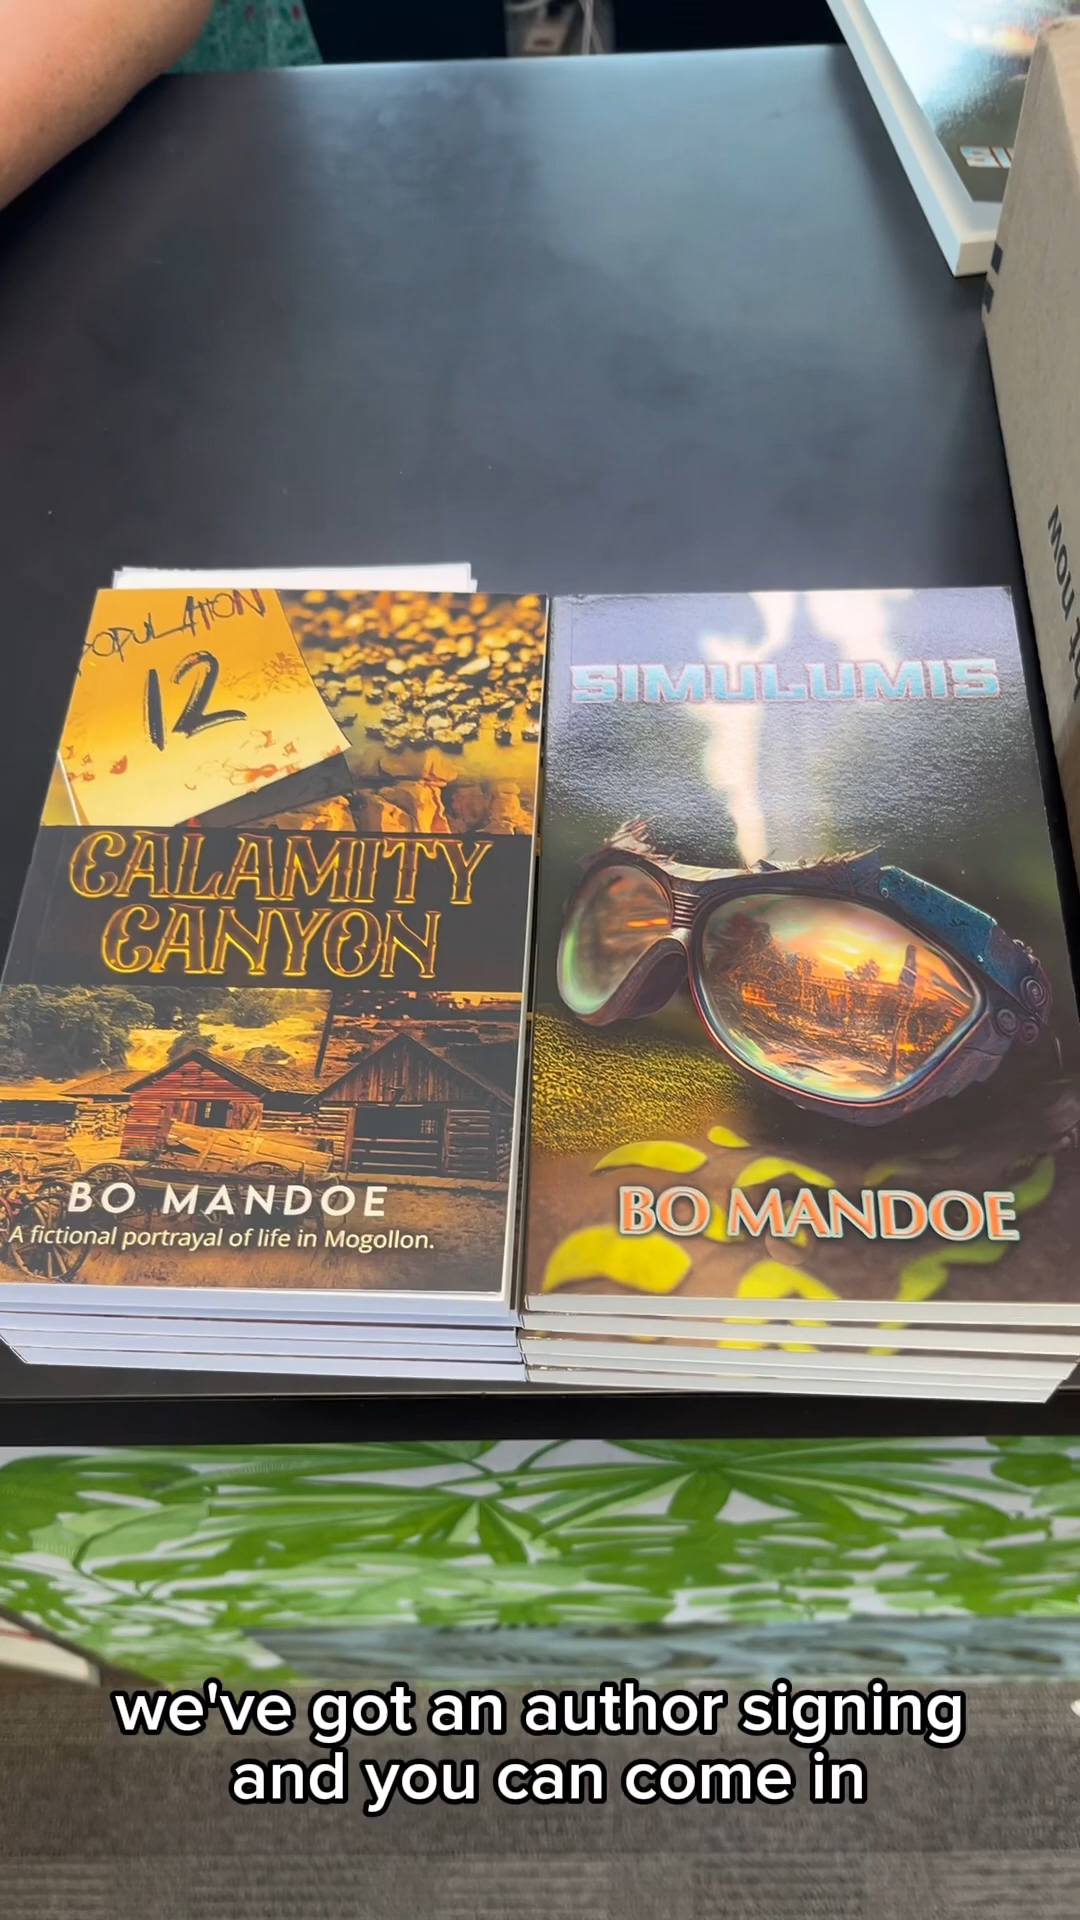 POPULATION
12
CALAMITY
CANYON
BO MANDOE
A fictional portrayal of life in Mogollon.
SIMULUMIS
BO MANDOE
we've got an author signing
and you can come in